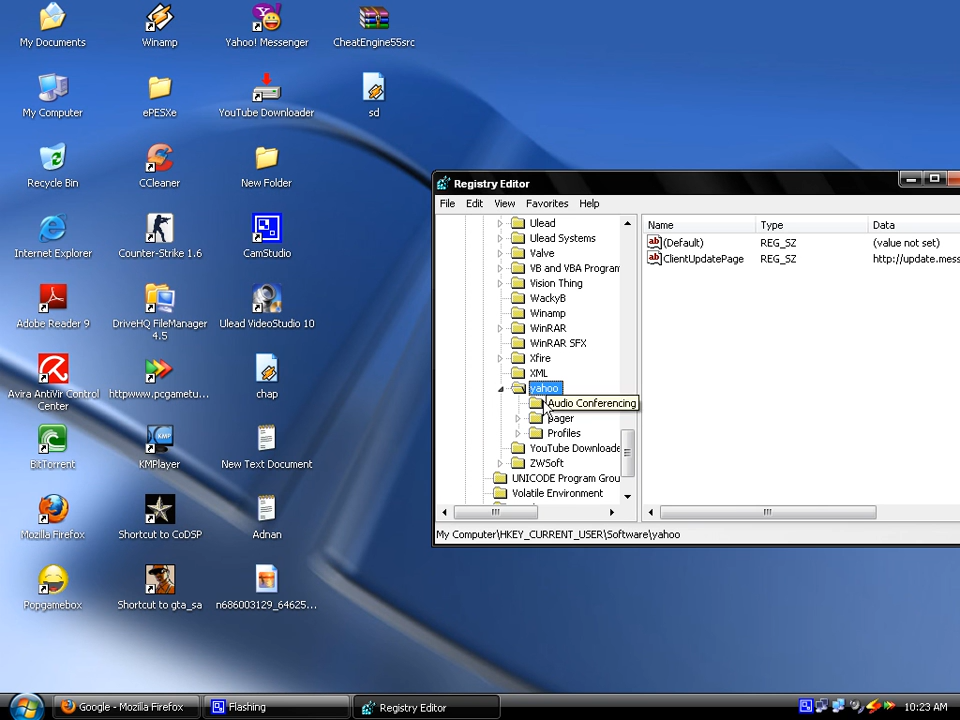 My Documents
Winamp
Yahoo! Messenger
CheatEngine55src
My Computer
ePESXe
YouTube Downloader
sd
Recycle Bin
CCleaner
New Folder
Internet Explorer
Counter-Strike 1.6
CamStudio
Adobe Reader 9
DriveHQ FileManager
4.5
Ulead VideoStudio 10
Avira AntiVir Control
Center
httpwww.pcgametu...
chap
BitTorrent
KMPlayer
New Text Document
Mozilla Firefox
Shortcut to CoDSP
Adnan
Popgamebox
Shortcut to gta_sa
n686003129_64625...
Registry Editor
File Edit View Favorites Help
Ulead
Ulead Systems
Valve
VB and VBA Program
Vision Thing
WackyB
Winamp
WinRAR
WinRAR SFX
Xfire
XML
yahoo
Audio Conferencing
pager
Profiles
YouTube Downloade
ZWSoft
UNICODE Program Grou
Volatile Environment
Name Type Data
(Default) REG_SZ (value not set)
ClientUpdatePage REG_SZ http://update.mess
My Computer\HKEY_CURRENT_USER\Software\yahoo
Google - Mozilla Firefox
Flashing
Registry Editor
10:23 AM